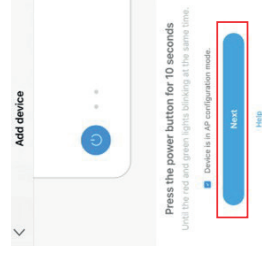 Add device
Press the power button for 10 seconds
Until the red and green lights blinking at the same time.
Device is in AP configuration mode.
Next
Help